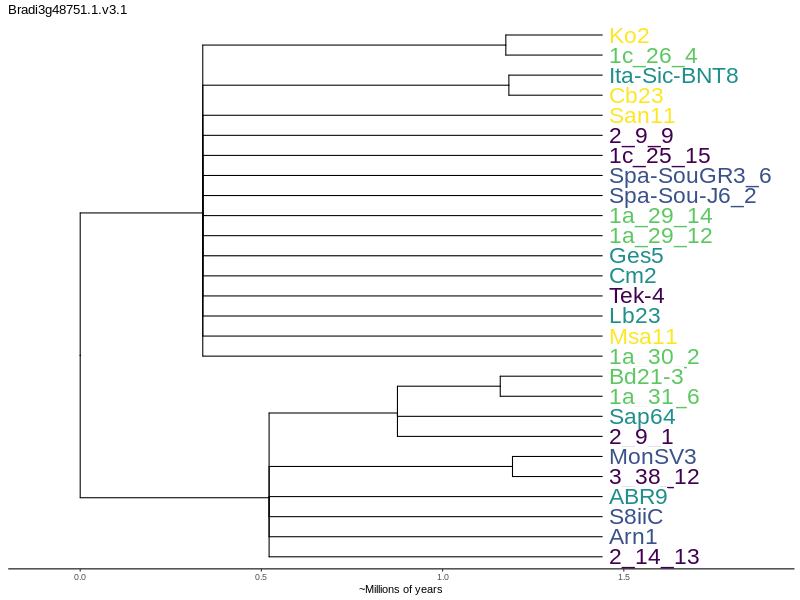 Bradi3g48751.1.v3.1
Ko2
1c_26_4
Ita-Sic-BNT8
Cb23
San11
2_9_9
1c_25_15
Spa-SouGR3_6
Spa-Sou-J6_2
1a_29_14
1a_29_12
Ges5
Cm2
Tek-4
Lb23
Msa11
1a_30_2
Bd21-3
1a_31_6
Sap64
2_9_1
MonSV3
3_38_12
ABR9
S8iiC
Arn1
2_14_13
0.0 0.5 1.0 1.5
~Millions of years